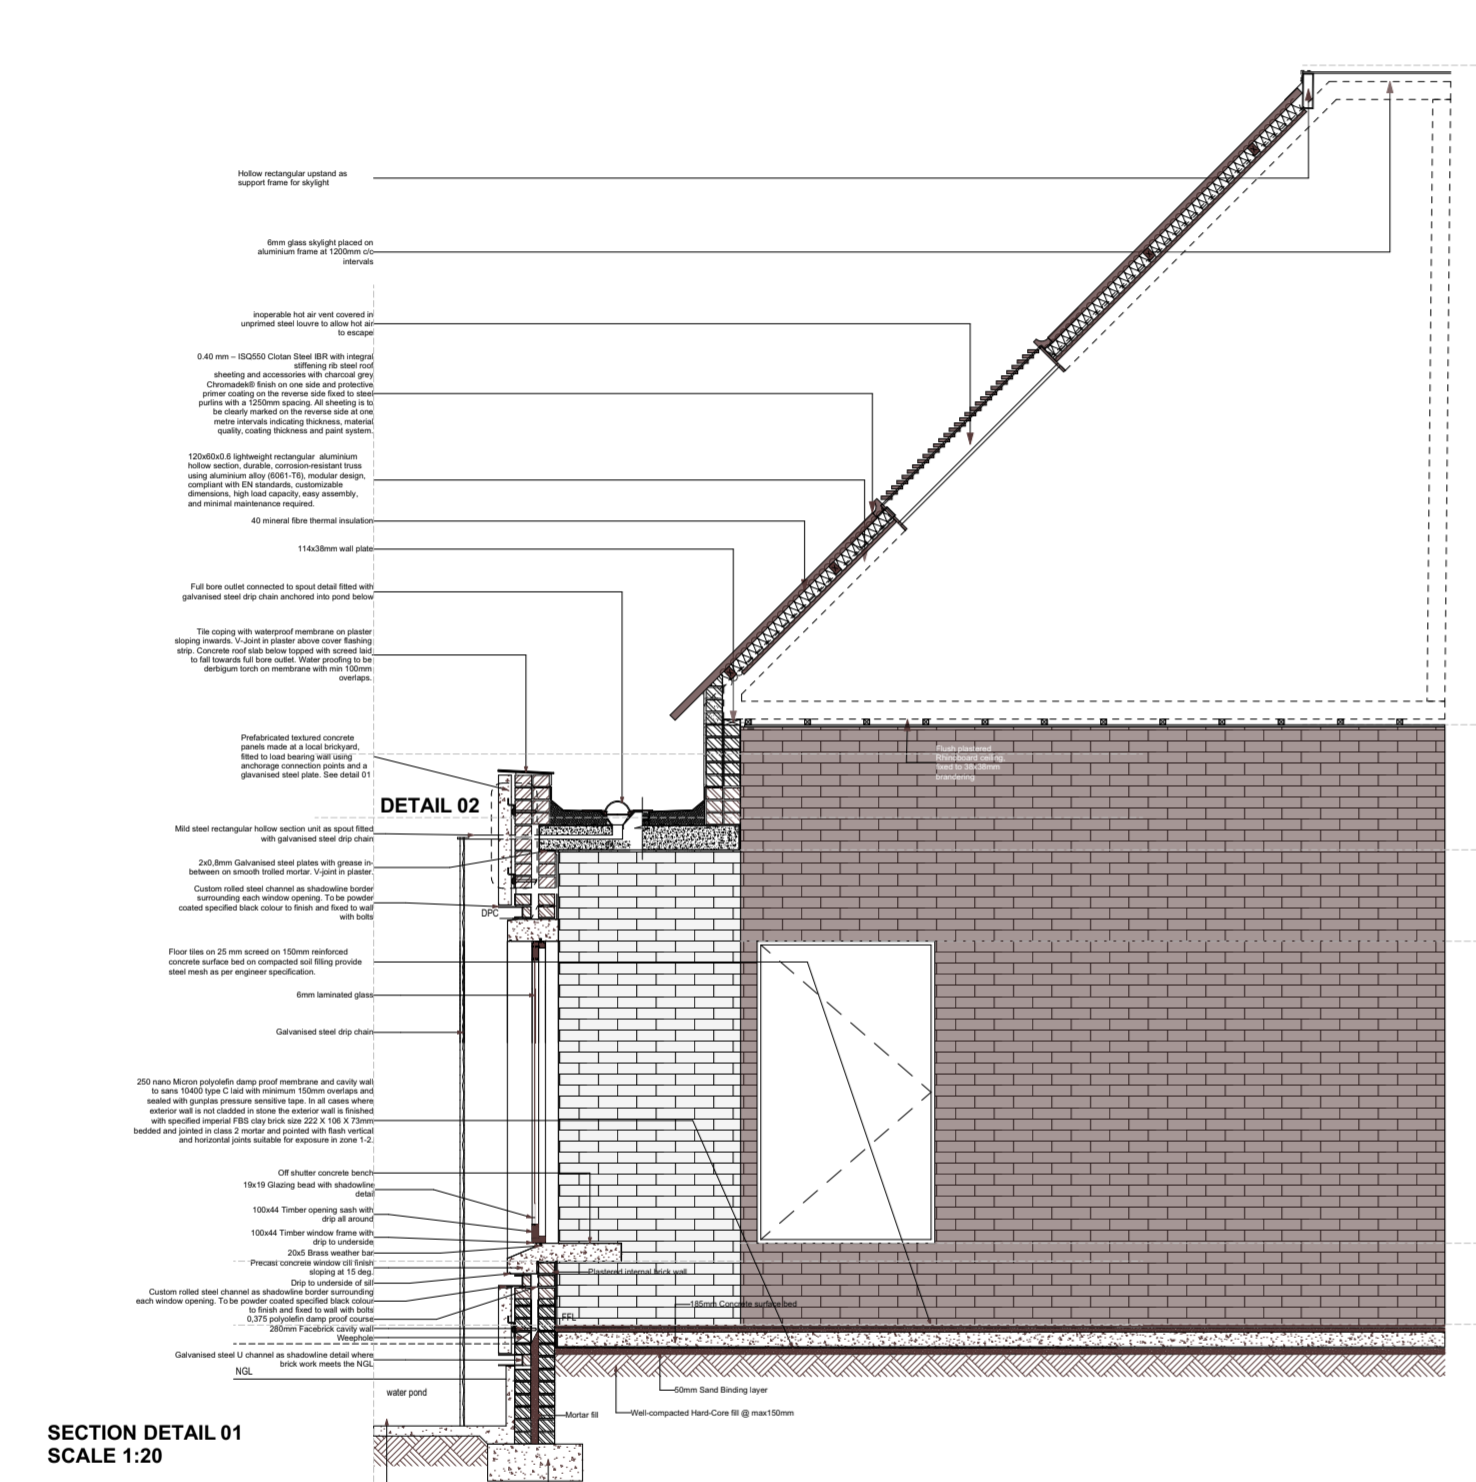 Hollow rectangular upstand as
support frame for skylight
6mm glass skylight placed on
aluminium frame at 1200mm c/c
intervals
inoperable hot air vent covered in
unprimed steel louvre to allow hot air
to escape
0.40 mm – ISQ550 Clotan Steel IBR with integral
stiffening rib steel roof
sheeting and accessories with charcoal grey
Chromadek® finish on one side and protective
primer coating on the reverse side fixed to steel
purlins with a 1250mm spacing. All sheeting is to
be clearly marked on the reverse side at one
metre intervals indicating thickness, material
quality, coating thickness and paint system.
120x60x0.6 lightweight rectangular aluminium
hollow section, durable, corrosion-resistant truss
using aluminium alloy (6061-T6), modular design,
compliant with EN standards, customizable
dimensions, high load capacity, easy assembly,
and minimal maintenance required.
40 mineral fibre thermal insulation
114x38mm wall plate
Full bore outlet connected to spout detail fitted with
galvanised steel drip chain anchored into pond below
Tile coping with waterproof membrane on plaster
sloping inwards. V-Joint in plaster above cover flashing
strip. Concrete roof slab below topped with screed laid
to fall towards full bore outlet. Water proofing to be
derbigum torch on membrane with min 100mm
overlaps.
Prefabricated textured concrete
panels made at a local brickyard,
fitted to load bearing wall using
anchorage connection points and a
glavanised steel plate. See detail 01
Flush plastered
Rhinoboard ceiling,
fixed to 38x38mm
brandering
DETAIL 02
Mild steel rectangular hollow section unit as spout fitted
with galvanised steel drip chain
2x0,8mm Galvanised steel plates with grease in-
between on smooth trolled mortar. V-joint in plaster.
Custom rolled steel channel as shadowline border
surrounding each window opening. To be powder
coated specified black colour to finish and fixed to wall
with bolts
DPC
Floor tiles on 25 mm screed on 150mm reinforced
concrete surface bed on compacted soil filling provide
steel mesh as per engineer specification.
6mm laminated glass
Galvanised steel drip chain
250 nano Micron polyolefin damp proof membrane and cavity wall
to sans 10400 type C laid with minimum 150mm overlaps and
sealed with gunplas pressure sensitive tape. In all cases where
exterior wall is not cladded in stone the exterior wall is finished
with specified imperial FBS clay brick size 222 X 106 X 73mm
bedded and jointed in class 2 mortar and pointed with flash vertical
and horizontal joints suitable for exposure in zone 1-2.
Off shutter concrete bench
19x19 Glazing bead with shadowline
detail
100x44 Timber opening sash with
drip all around
100x44 Timber window frame with
drip to underside
20x5 Brass weather bar
Precast concrete window cill finish
sloping at 15 deg.
Drip to underside of sill
Custom rolled steel channel as shadowline border surrounding
each window opening. To be powder coated specified black colour
to finish and fixed to wall with bolts
0,375 polyolefin damp proof course
280mm Facebrick cavity wall
Weephole
Galvanised steel U channel as shadowline detail where
brick work meets the NGL
NGL
Plastered internal brick wall
185mm Concrete surface bed
FFL
water pond
50mm Sand Binding layer
Mortar fill
Well-compacted Hard-Core fill @ max150mm
SECTION DETAIL 01
SCALE 1:20